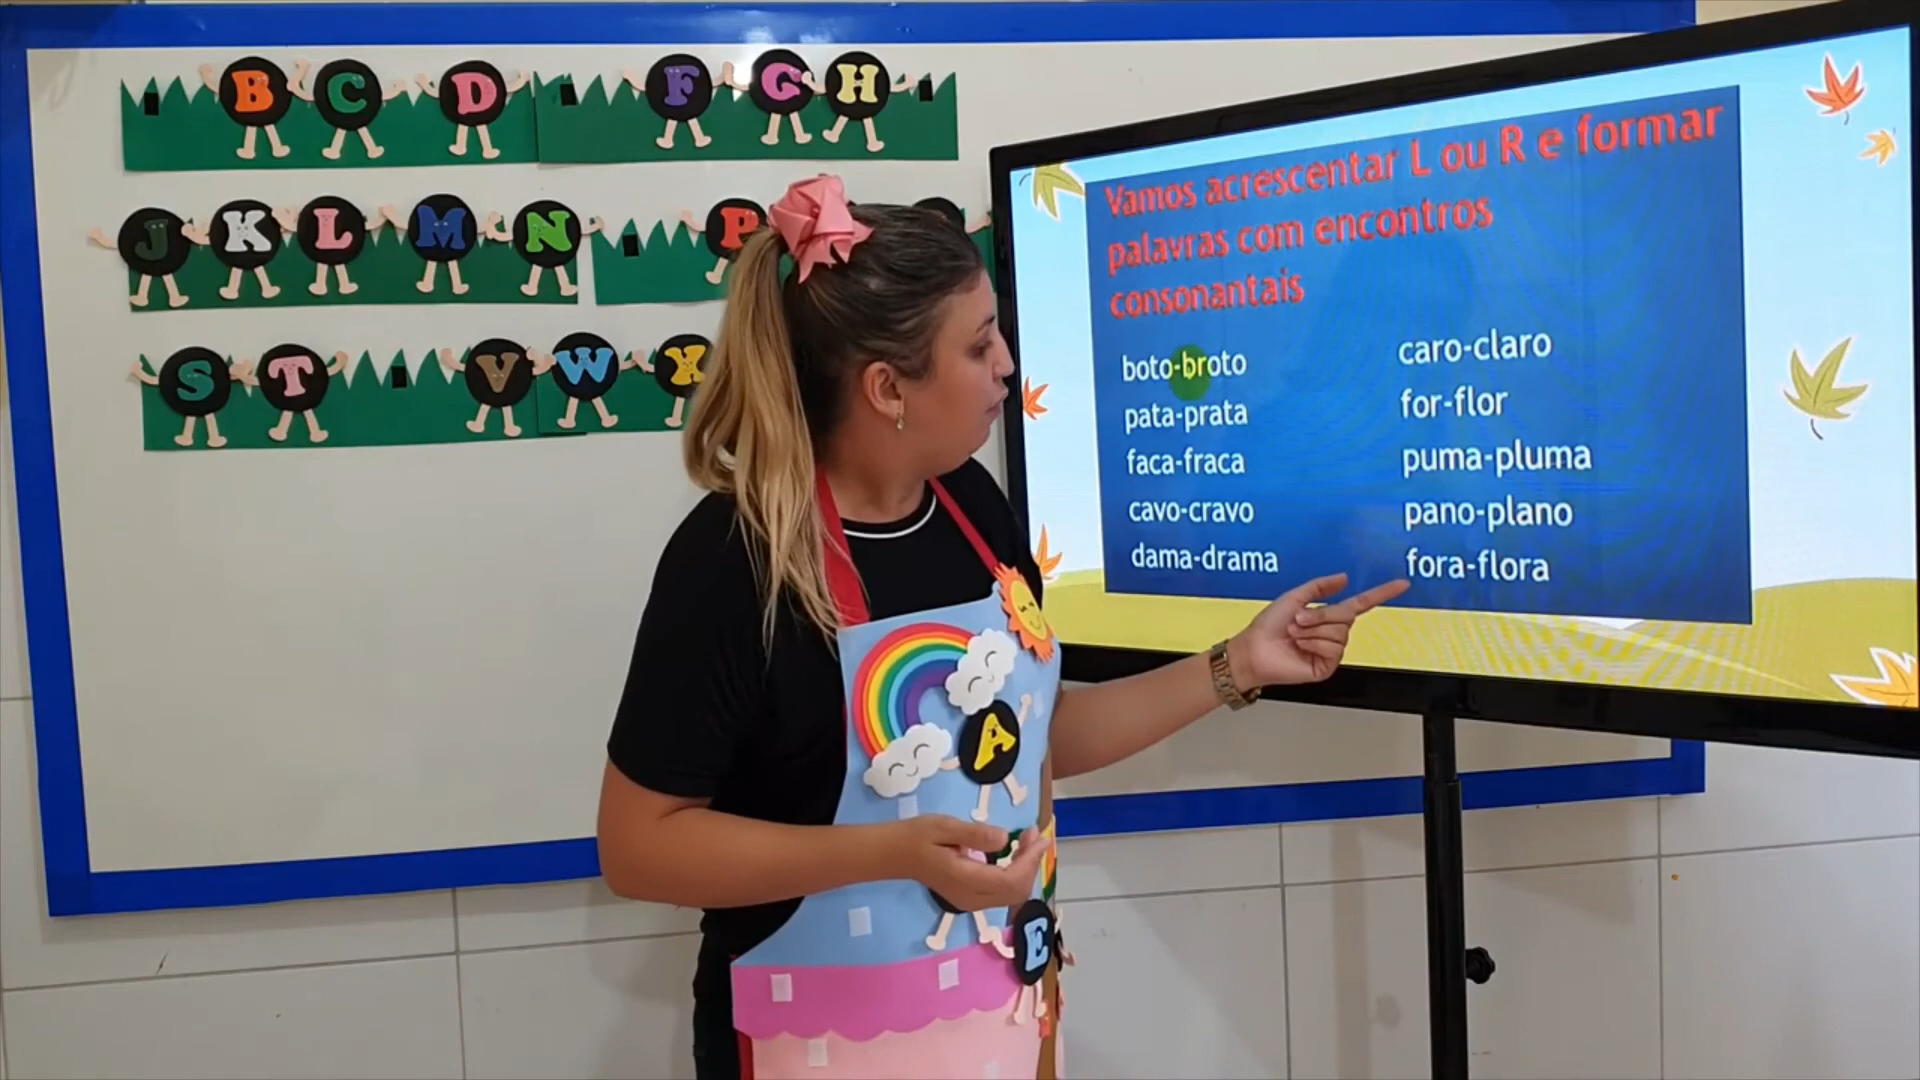 B C D F G H
J K L M N P
S T V W X
A
E
Vamos acrescentar L ou R e formar
palavras com encontros
consonantais
boto-broto
pata-prata
faca-fraca
cavo-cravo
dama-drama
caro-claro
for-flor
puma-pluma
pano-plano
fora-flora